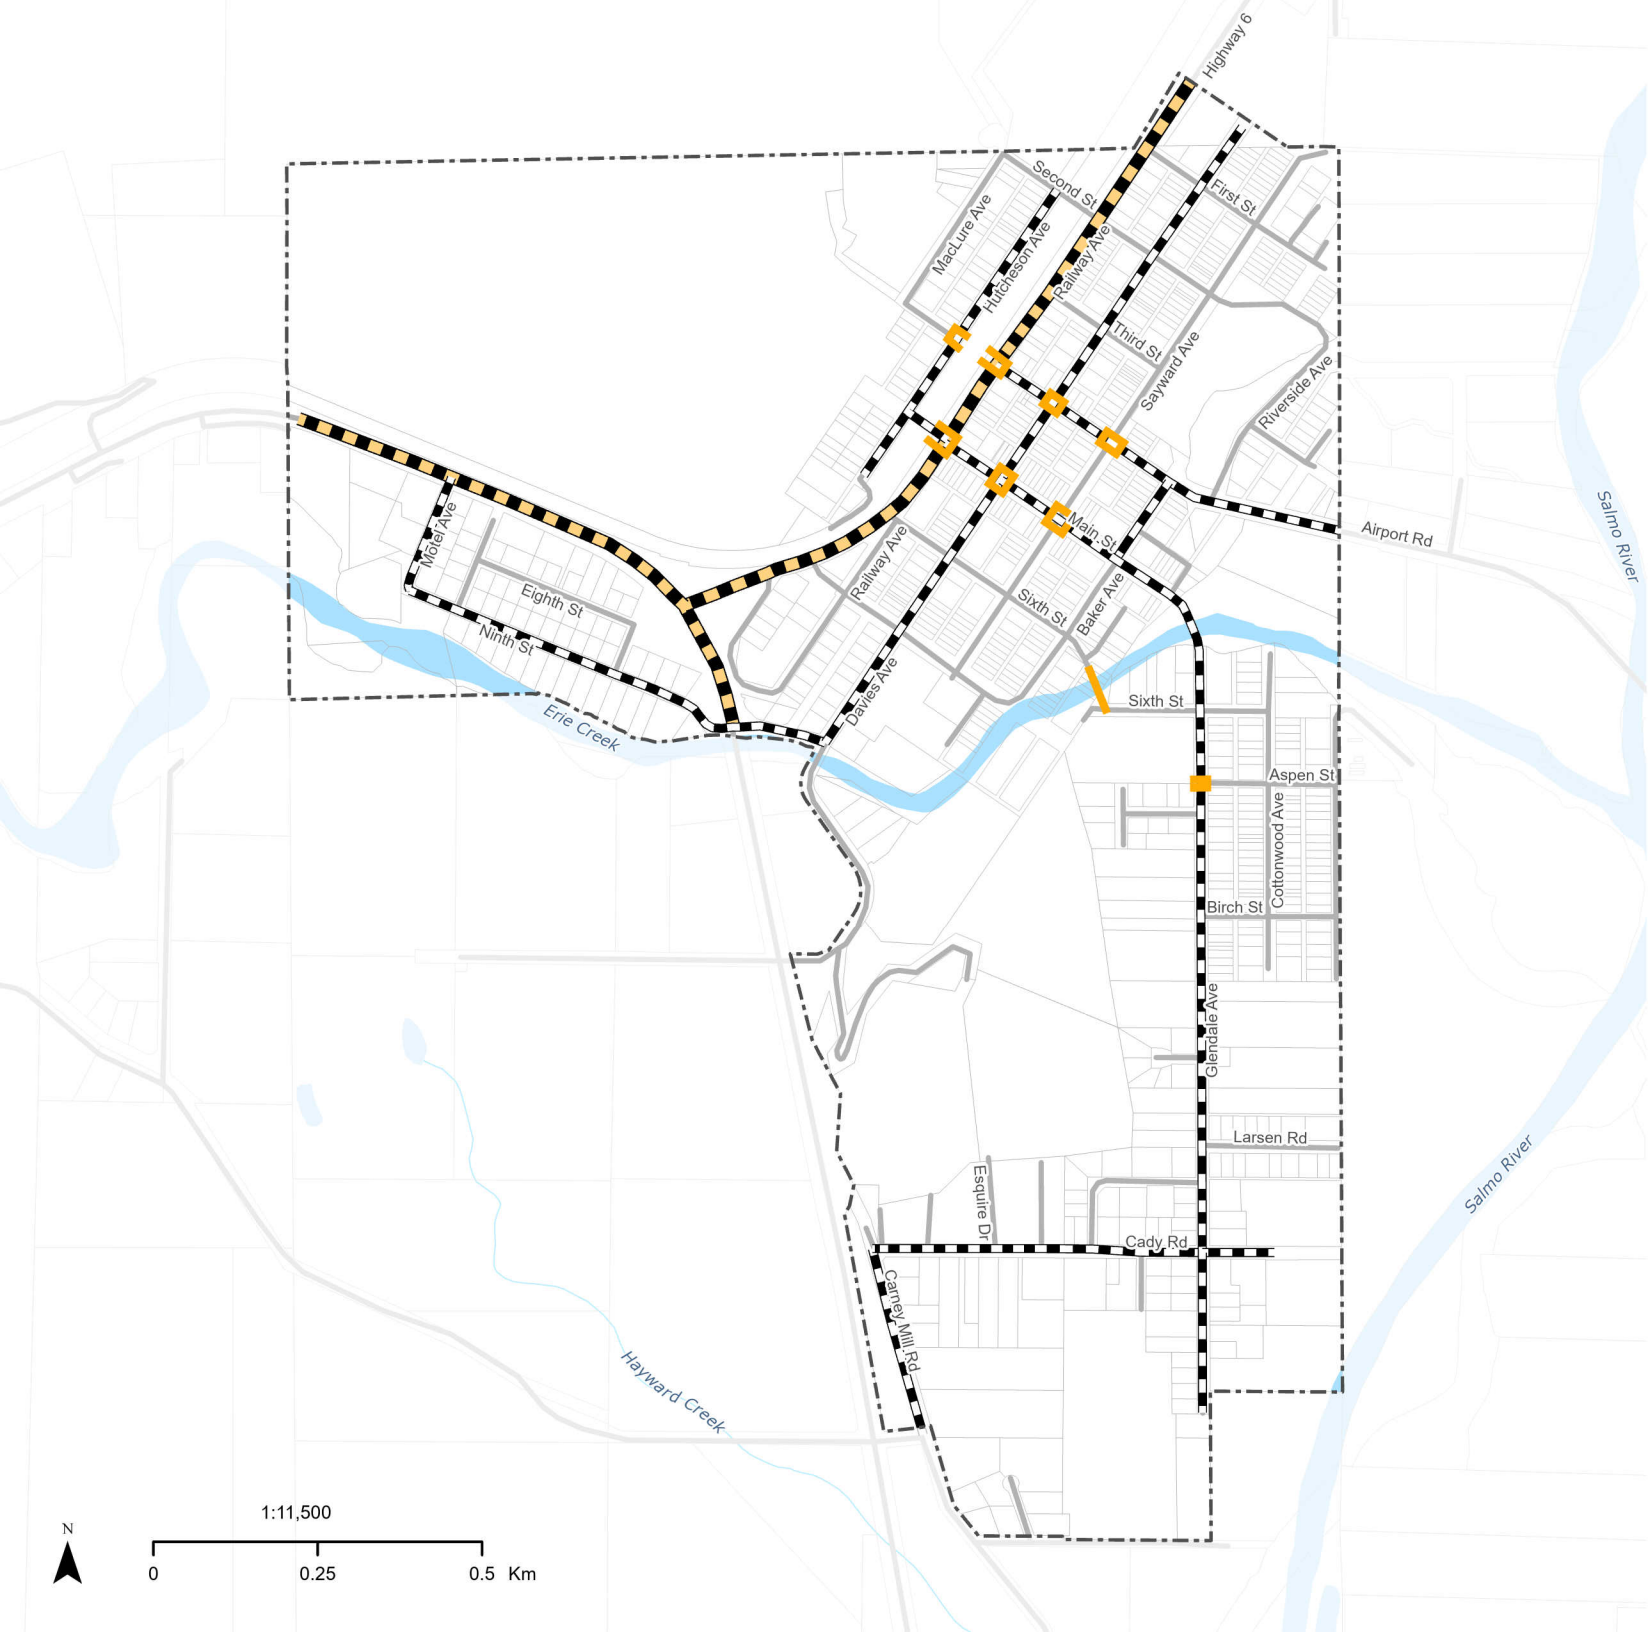 Highway 6
Second St
First St
MacLure Ave
Hutcheson Ave
Railway Ave
Third St
Sayward Ave
Riverside Ave
Salmo River
Airport Rd
Main St
Motel Ave
Railway Ave
Eighth St
Sixth St
Baker Ave
Ninth St
Davies Ave
Sixth St
Erie Creek
Aspen St
Cottonwood Ave
Birch St
Glendale Ave
Larsen Rd
Esquire Dr
Salmo River
Cady Rd
Carney Mill Rd
Hayward Creek
1:11,500
N
0 0.25 0.5 Km